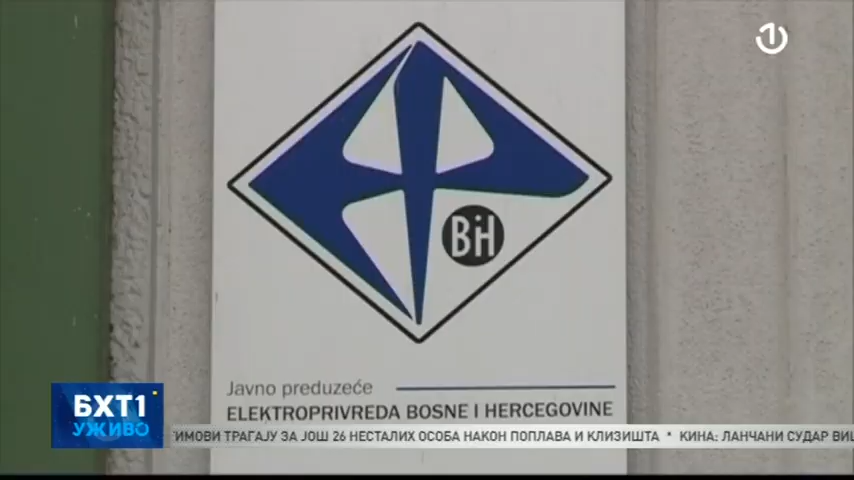 BiH
Javno preduzeće
ELEKTROPRIVREDA BOSNE I HERCEGOVINE
БХТ1
УЖИВО
ТРАГАЈУ ЗА ЈОШ 26 НЕСТАЛИХ ОСОБА НАКОН ПОПЛАВА И КЛИЗИШТА * КИНА: ЛАНЧАНИ СУДАР